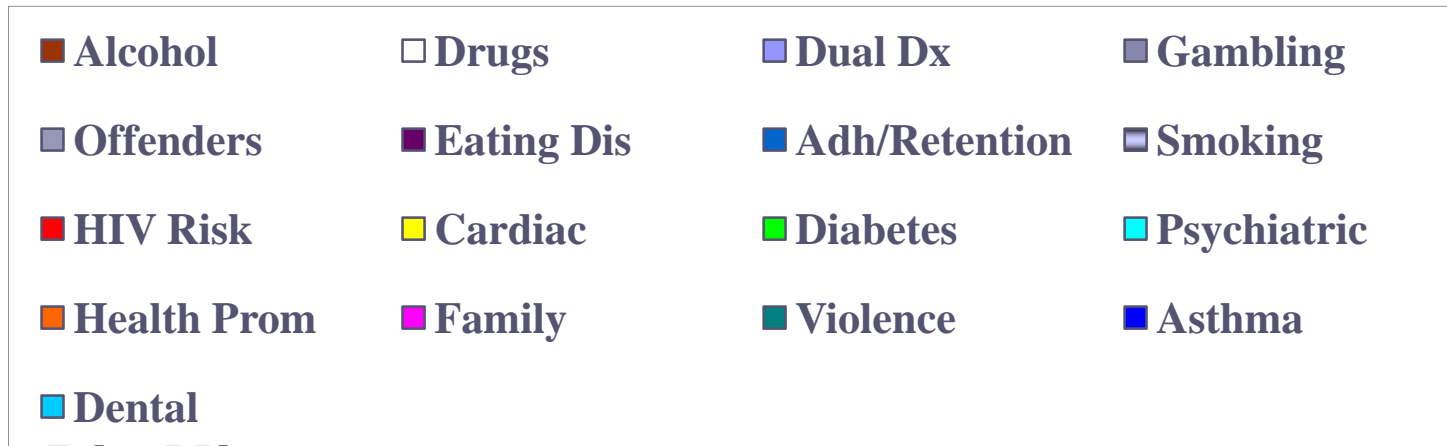 Alcohol Drugs Dual Dx Gambling
Offenders Eating Dis Adh/Retention Smoking
HIV Risk Cardiac Diabetes Psychiatric
Health Prom Family Violence Asthma
Dental